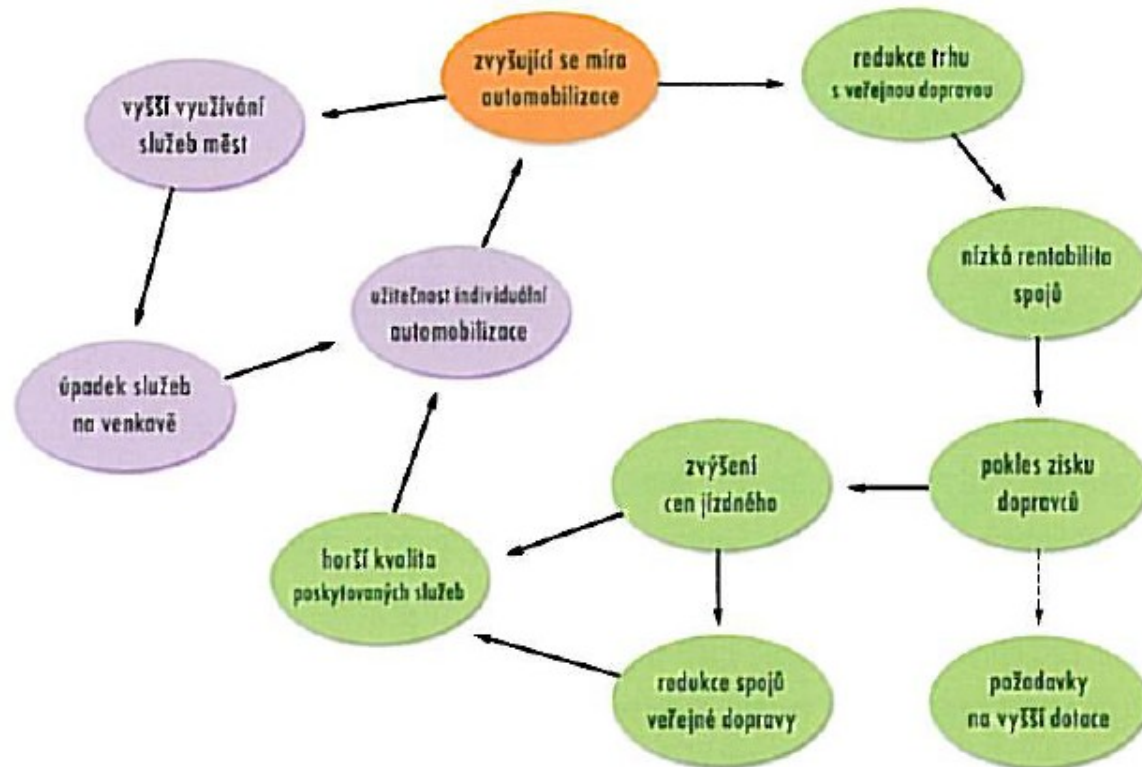 zvyšující se míra
automobilizace
redukce trhu
s veřejnou dopravou
vyšší využívání
služeb měst
nízká rentabilita
spojů
užitečnost individuální
automobilizace
úpadek služeb
na venkavě
zvýšení
cen jízdného
pokles zisku
dopravců
horší kvalita
poskytovaných služeb
redukce spojů
veřejné dopravy
požadavky
na vyšší dotace